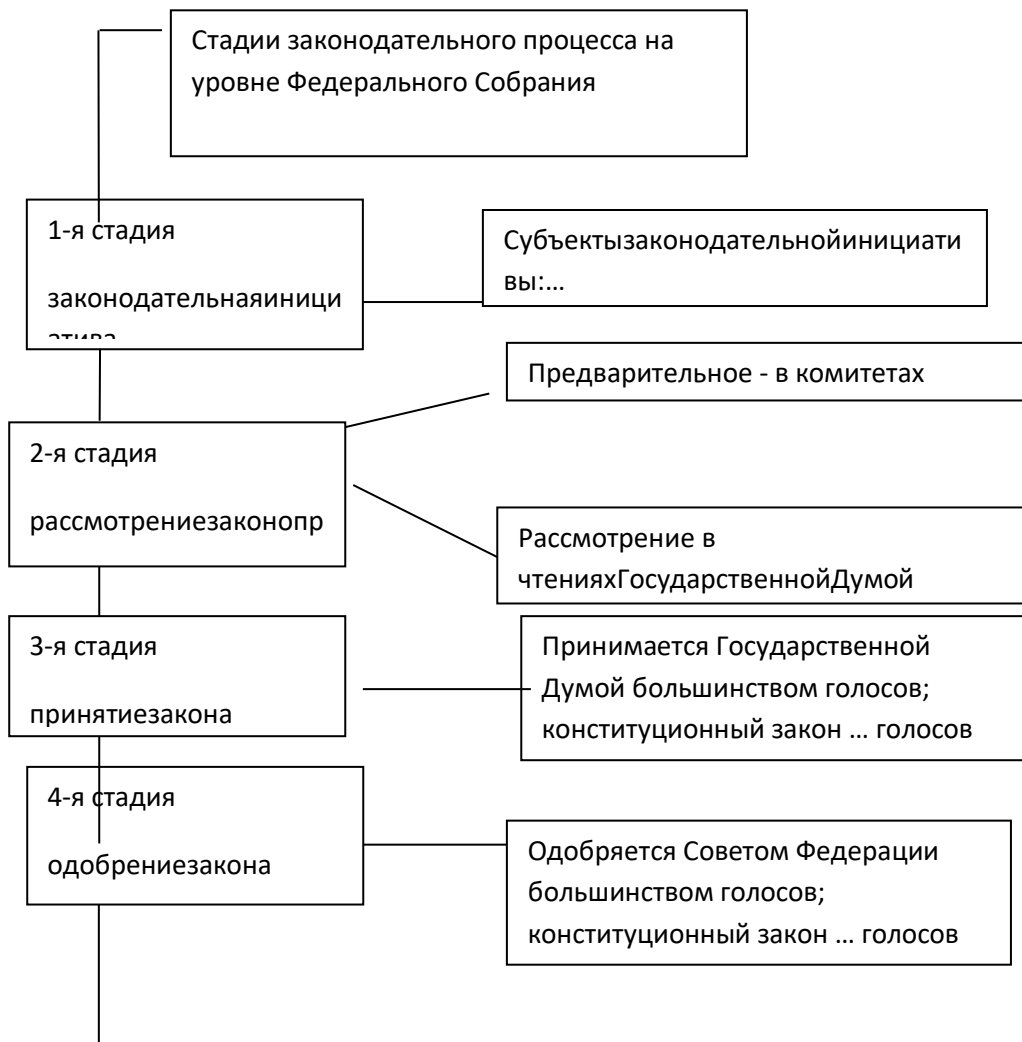 Стадии законодательного процесса на
уровне Федерального Собрания
1-я стадия
законодательнаяиници
атива
Субъектызаконодательнойинициати
вы:...
Предварительное - в комитетах
2-я стадия
рассмотрениезаконопр
Рассмотрение в
чтенияхГосударственнойДумой
3-я стадия
принятиезакона
Принимается Государственной
Думой большинством голосов;
конституционный закон ... голосов
4-я стадия
одобрениезакона
Одобряется Советом Федерации
большинством голосов;
конституционный закон ... голосов